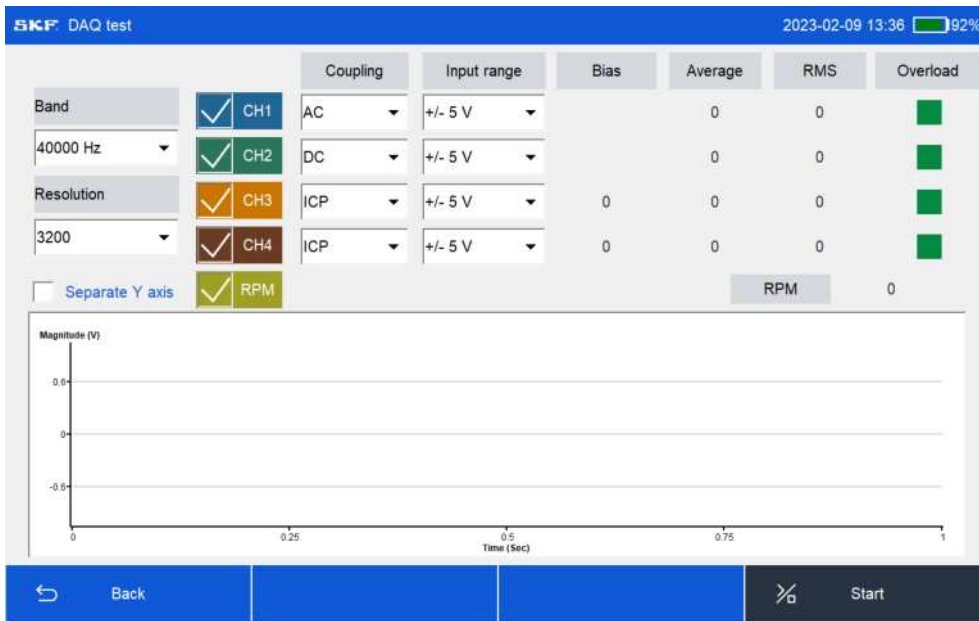 SKF. DAQ test 2023-02-09 13:36 92%
Coupling Input range Bias Average RMS Overload
Band
CH1 AC +/- 5 V 0 0
40000 Hz
CH2 DC +/- 5 V 0 0
Resolution
CH3 ICP +/- 5 V 0 0 0
3200
CH4 ICP +/- 5 V 0 0 0
Separate Y axis RPM RPM 0
Magnitude (V)
0.6
0
-0.6
0 0.25 0.5 0.75 1
Time (Sec)
Back Start